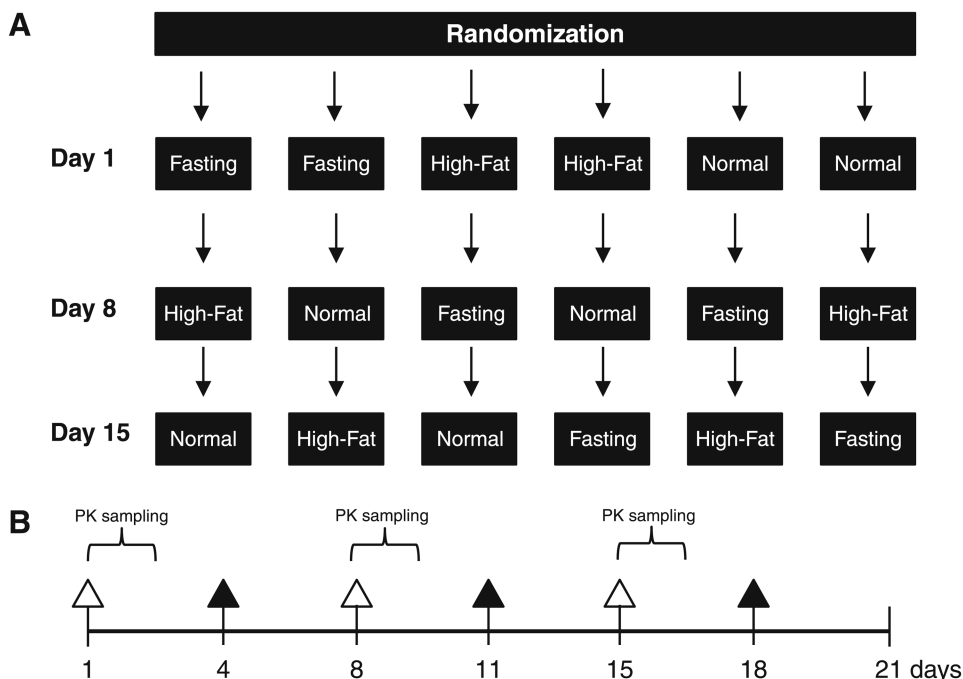 A
Randomization
Day 1
Fasting Fasting High-Fat High-Fat Normal Normal
Day 8
High-Fat Normal Fasting Normal Fasting High-Fat
Day 15
Normal High-Fat Normal Fasting High-Fat Fasting
B
PK sampling PK sampling PK sampling
1 4 8 11 15 18 21 days